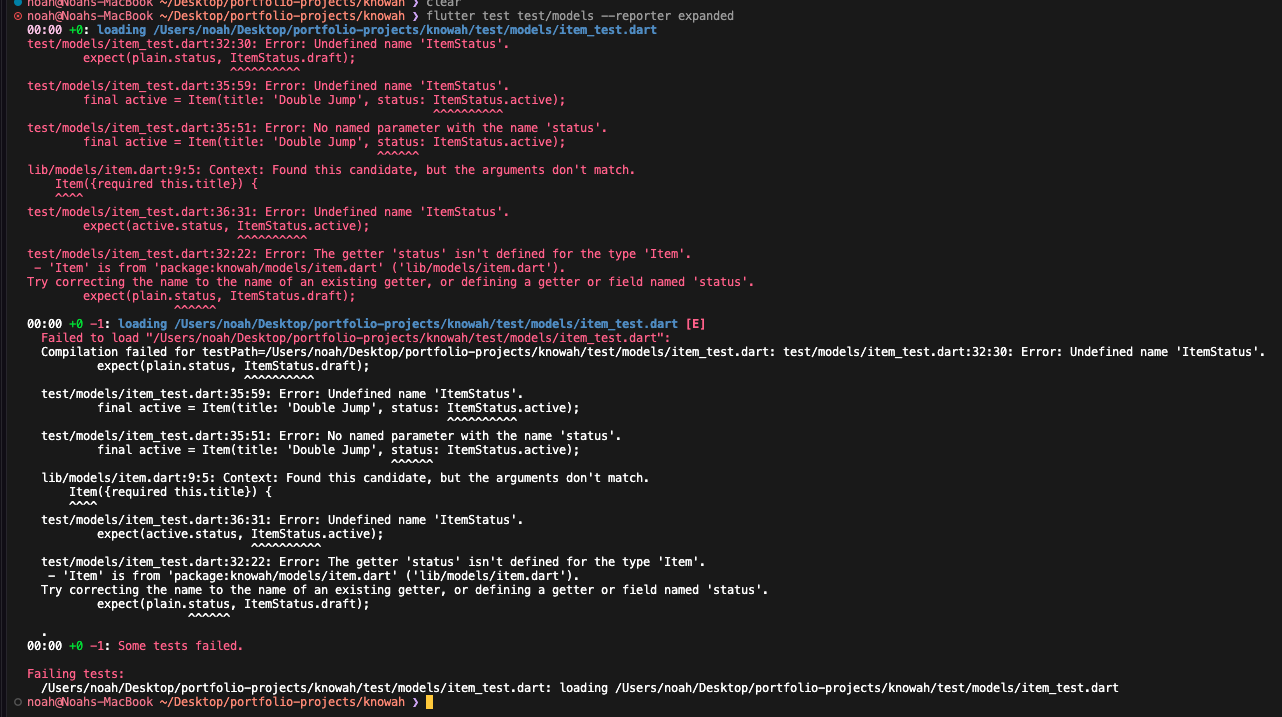 noah@Noahs-MacBook ~/Desktop/portfolio-projects/knowah ❯ clear
noah@Noahs-MacBook ~/Desktop/portfolio-projects/knowah ❯ flutter test test/models --reporter expanded
00:00 +0: loading /Users/noah/Desktop/portfolio-projects/knowah/test/models/item_test.dart
test/models/item_test.dart:32:30: Error: Undefined name 'ItemStatus'.
        expect(plain.status, ItemStatus.draft);
                             ^^^^^^^^^^
test/models/item_test.dart:35:59: Error: Undefined name 'ItemStatus'.
        final active = Item(title: 'Double Jump', status: ItemStatus.active);
                                                          ^^^^^^^^^^
test/models/item_test.dart:35:51: Error: No named parameter with the name 'status'.
        final active = Item(title: 'Double Jump', status: ItemStatus.active);
                                                  ^^^^^^
lib/models/item.dart:9:5: Context: Found this candidate, but the arguments don't match.
    Item({required this.title}) {
    ^^^^
test/models/item_test.dart:36:31: Error: Undefined name 'ItemStatus'.
        expect(active.status, ItemStatus.active);
                              ^^^^^^^^^^
test/models/item_test.dart:32:22: Error: The getter 'status' isn't defined for the type 'Item'.
 - 'Item' is from 'package:knowah/models/item.dart' ('lib/models/item.dart').
Try correcting the name to the name of an existing getter, or defining a getter or field named 'status'.
        expect(plain.status, ItemStatus.draft);
                     ^^^^^^
00:00 +0 -1: loading /Users/noah/Desktop/portfolio-projects/knowah/test/models/item_test.dart [E]
  Failed to load "/Users/noah/Desktop/portfolio-projects/knowah/test/models/item_test.dart":
  Compilation failed for testPath=/Users/noah/Desktop/portfolio-projects/knowah/test/models/item_test.dart: test/models/item_test.dart:32:30: Error: Undefined name 'ItemStatus'.
          expect(plain.status, ItemStatus.draft);
                               ^^^^^^^^^^
  test/models/item_test.dart:35:59: Error: Undefined name 'ItemStatus'.
          final active = Item(title: 'Double Jump', status: ItemStatus.active);
                                                            ^^^^^^^^^^
  test/models/item_test.dart:35:51: Error: No named parameter with the name 'status'.
          final active = Item(title: 'Double Jump', status: ItemStatus.active);
                                                    ^^^^^^
  lib/models/item.dart:9:5: Context: Found this candidate, but the arguments don't match.
      Item({required this.title}) {
      ^^^^
  test/models/item_test.dart:36:31: Error: Undefined name 'ItemStatus'.
          expect(active.status, ItemStatus.active);
                                ^^^^^^^^^^
  test/models/item_test.dart:32:22: Error: The getter 'status' isn't defined for the type 'Item'.
   - 'Item' is from 'package:knowah/models/item.dart' ('lib/models/item.dart').
  Try correcting the name to the name of an existing getter, or defining a getter or field named 'status'.
          expect(plain.status, ItemStatus.draft);
                       ^^^^^^
  .
00:00 +0 -1: Some tests failed.
Failing tests:
  /Users/noah/Desktop/portfolio-projects/knowah/test/models/item_test.dart: loading /Users/noah/Desktop/portfolio-projects/knowah/test/models/item_test.dart
noah@Noahs-MacBook ~/Desktop/portfolio-projects/knowah ❯